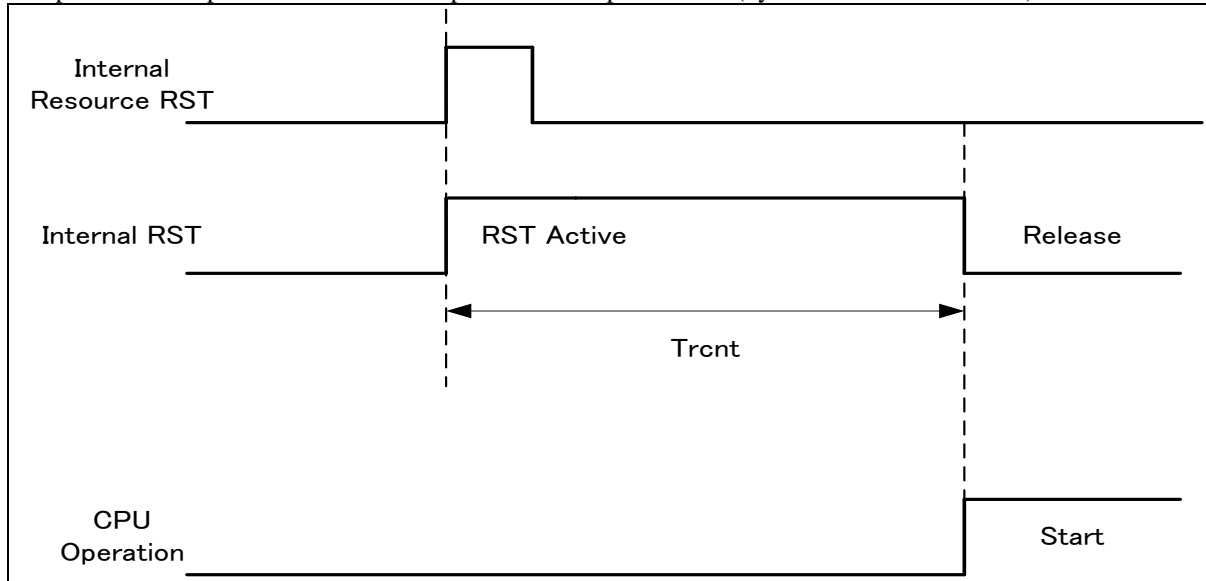 Internal
Resource RST
Internal RST
RST Active
Release
Trcnt
CPU
Operation
Start